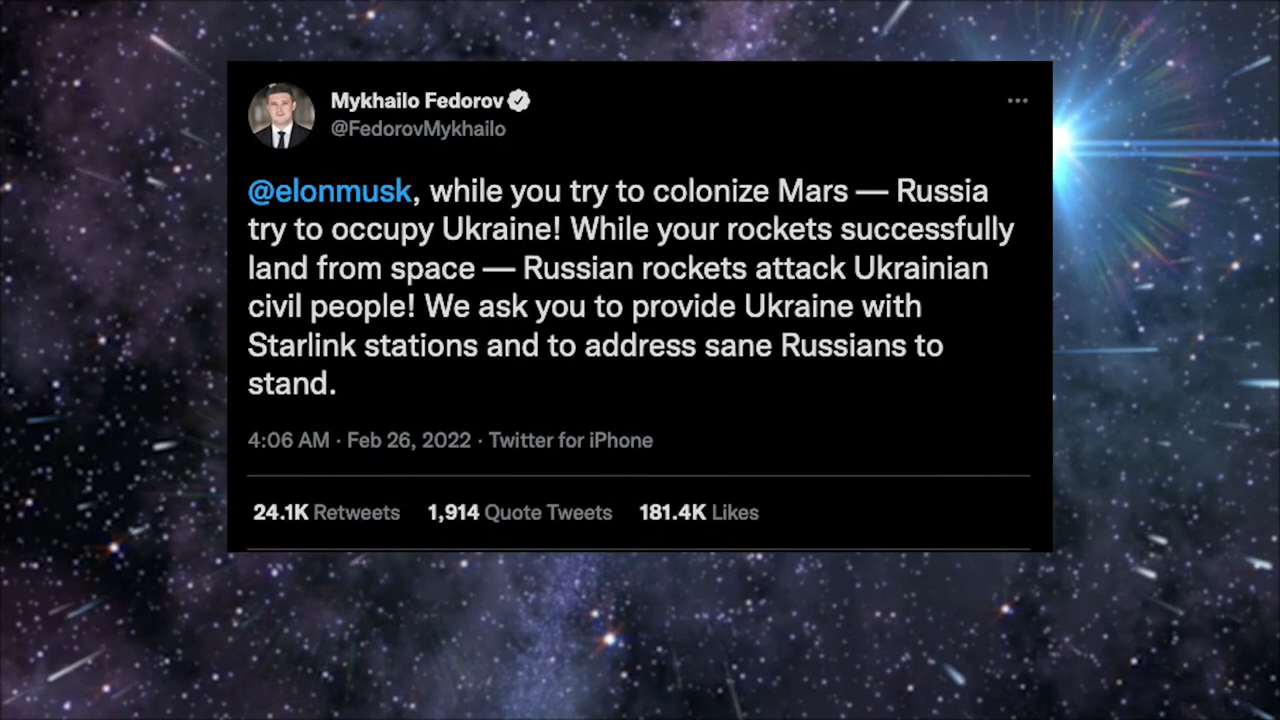 Mykhailo Fedorov
@FedorovMykhailo
@elonmusk, while you try to colonize Mars — Russia
try to occupy Ukraine! While your rockets successfully
land from space — Russian rockets attack Ukrainian
civil people! We ask you to provide Ukraine with
Starlink stations and to address sane Russians to
stand.
4:06 AM · Feb 26, 2022 · Twitter for iPhone
24.1K Retweets 1,914 Quote Tweets 181.4K Likes